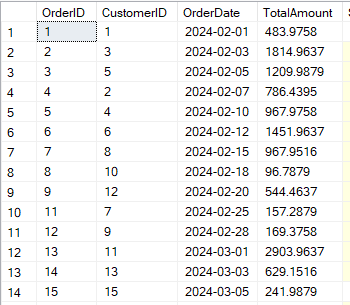 OrderID CustomerID OrderDate TotalAmount
1 1 1 2024-02-01 483.9758
2 2 3 2024-02-03 1814.9637
3 3 5 2024-02-05 1209.9879
4 4 2 2024-02-07 786.4395
5 5 4 2024-02-10 967.9758
6 6 6 2024-02-12 1451.9637
7 7 8 2024-02-15 967.9516
8 8 10 2024-02-18 96.7879
9 9 12 2024-02-20 544.4637
10 11 7 2024-02-25 157.2879
11 12 9 2024-02-28 169.3758
12 13 11 2024-03-01 2903.9637
13 14 13 2024-03-03 629.1516
14 15 15 2024-03-05 241.9879